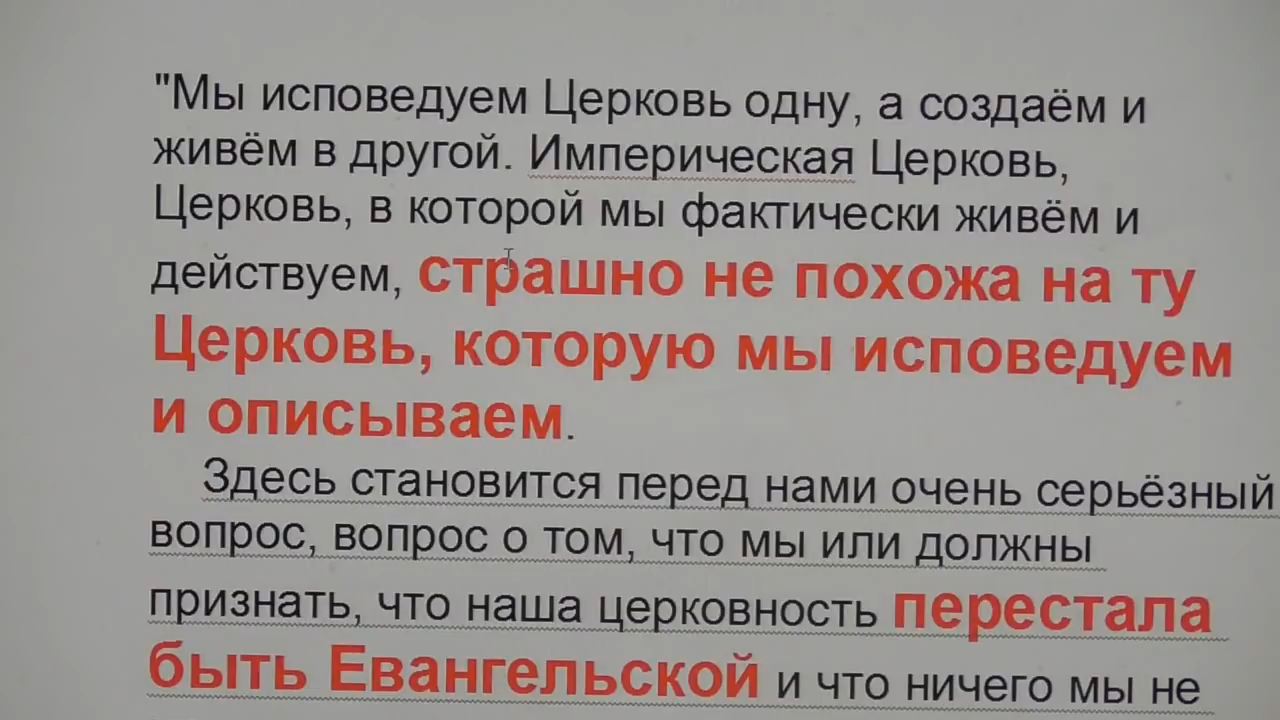 "Мы исповедуем Церковь одну, а создаём и
живём в другой. Империческая Церковь,
Церковь, в которой мы фактически живём и
действуем, страшно не похожа на ту
Церковь, которую мы исповедуем
и описываем.
Здесь становится перед нами очень серьёзный
вопрос, вопрос о том, что мы или должны
признать, что наша церковность перестала
быть Евангельской и что ничего мы не